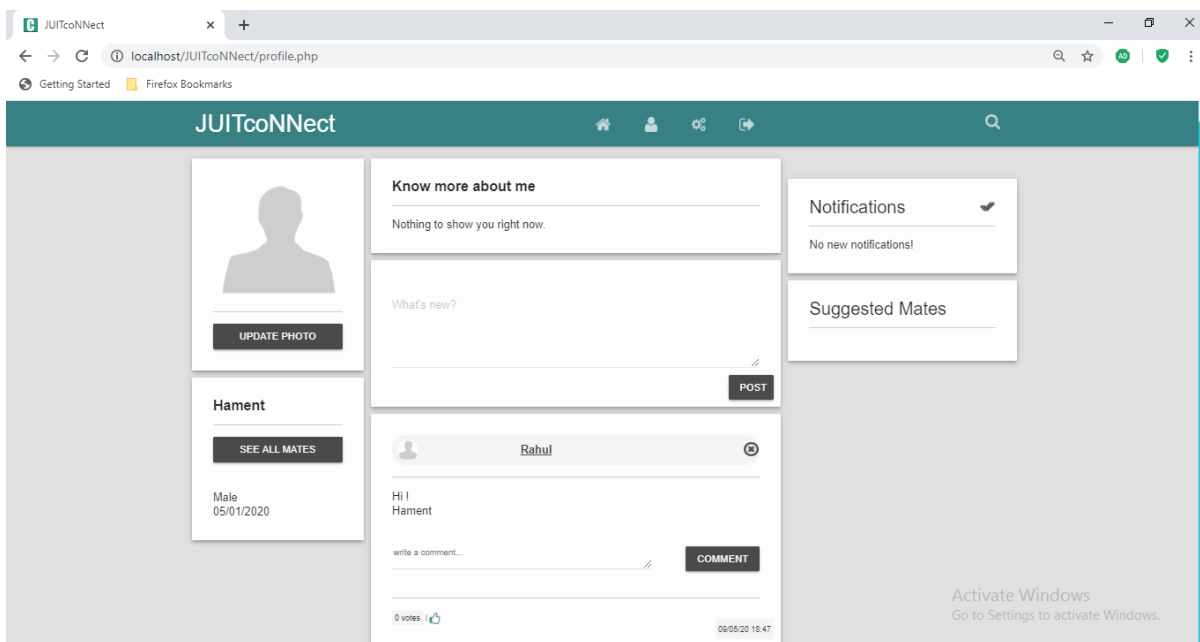 JUITcoNNect
localhost/JUITcoNNect/profile.php
AD
Getting Started
Firefox Bookmarks
JUITcoNNect
UPDATE PHOTO
Hament
SEE ALL MATES
Male
05/01/2020
Know more about me
Nothing to show you right now.
What's new?
POST
Rahul
Hi !
Hament
write a comment...
COMMENT
0 votes |
09/05/20 18:47
Notifications
No new notifications!
Suggested Mates
Activate Windows
Go to Settings to activate Windows.